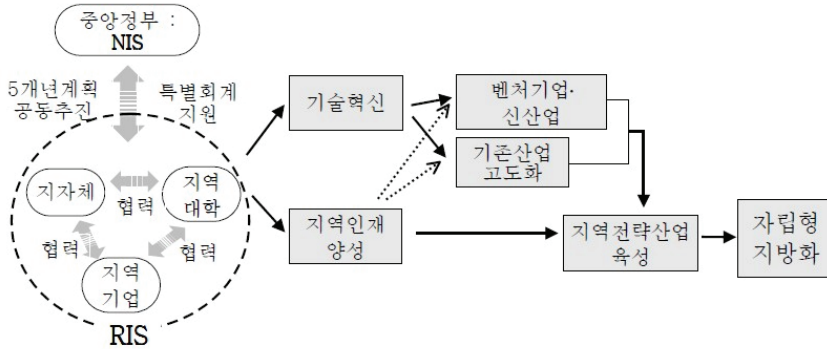 중앙정부 :
NIS
5개년계획
공동추진
특별회계
지원
지자체
협력
지역
대학
협력
협력
지역
기업
RIS
기술혁신
지역인재
양성
벤처기업·
신산업
기존산업
고도화
지역전략산업
육성
자립형
지방화